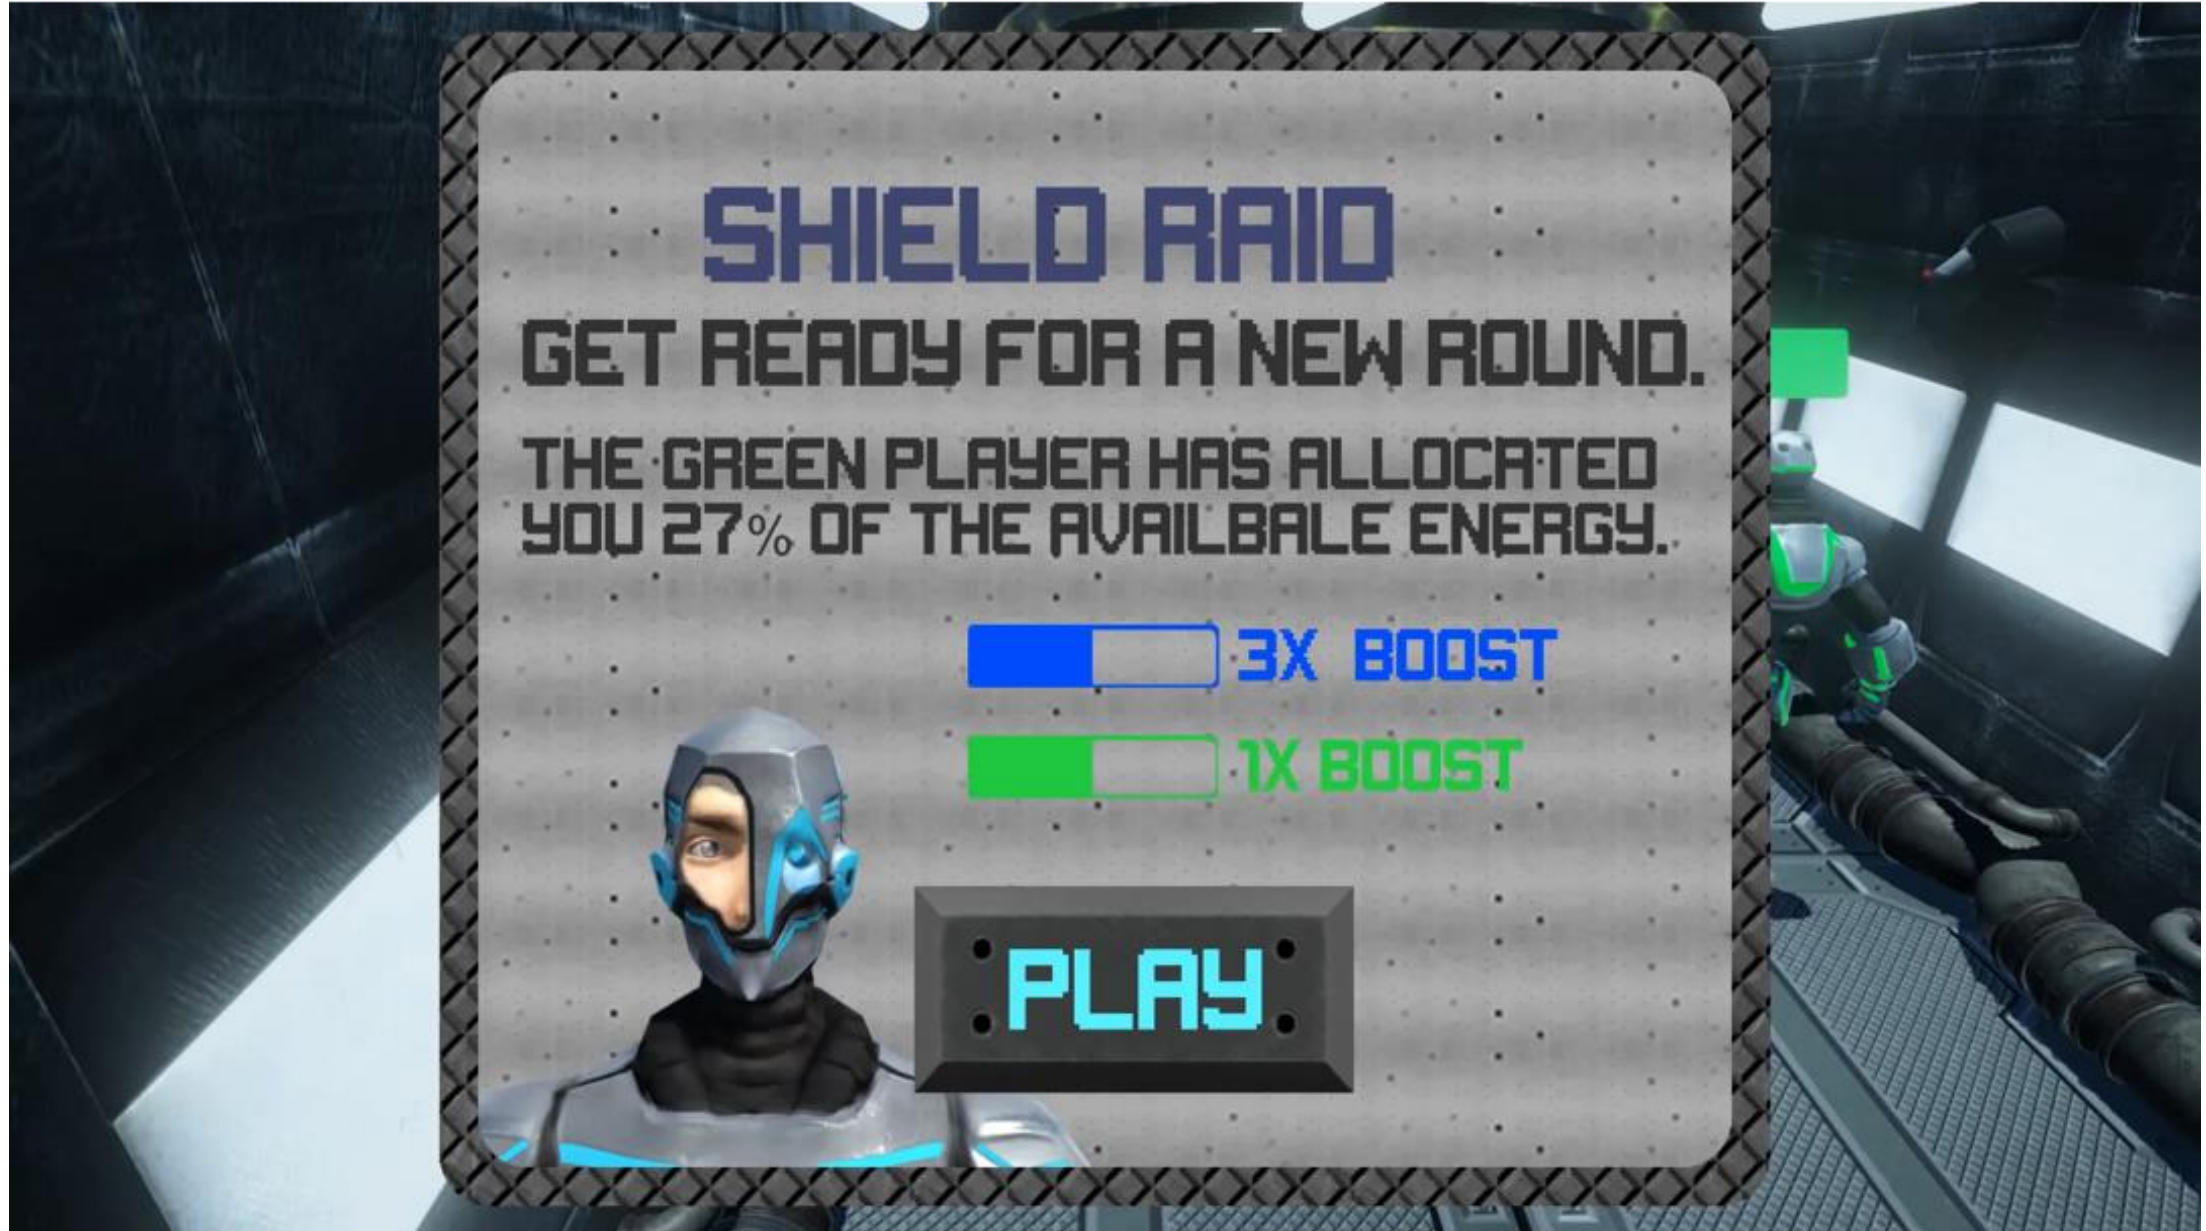 SHIELD RAID
GET READY FOR A NEW ROUND.
THE GREEN PLAYER HAS ALLOCATED
YOU 27% OF THE AVAILBALE ENERGY.
3X BOOST
1X BOOST
PLAY